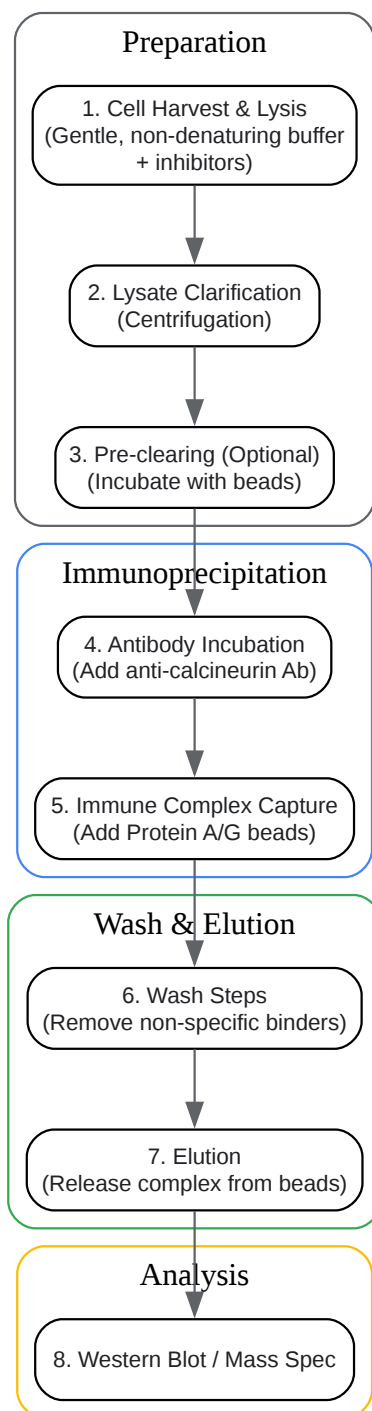 Preparation
1. Cell Harvest & Lysis
(Gentle, non-denaturing buffer
+ inhibitors)
2. Lysate Clarification
(Centrifugation)
3. Pre-clearing (Optional)
(Incubate with beads)
Immunoprecipitation
4. Antibody Incubation
(Add anti-calcineurin Ab)
5. Immune Complex Capture
(Add Protein A/G beads)
Wash & Elution
6. Wash Steps
(Remove non-specific binders)
7. Elution
(Release complex from beads)
Analysis
8. Western Blot / Mass Spec